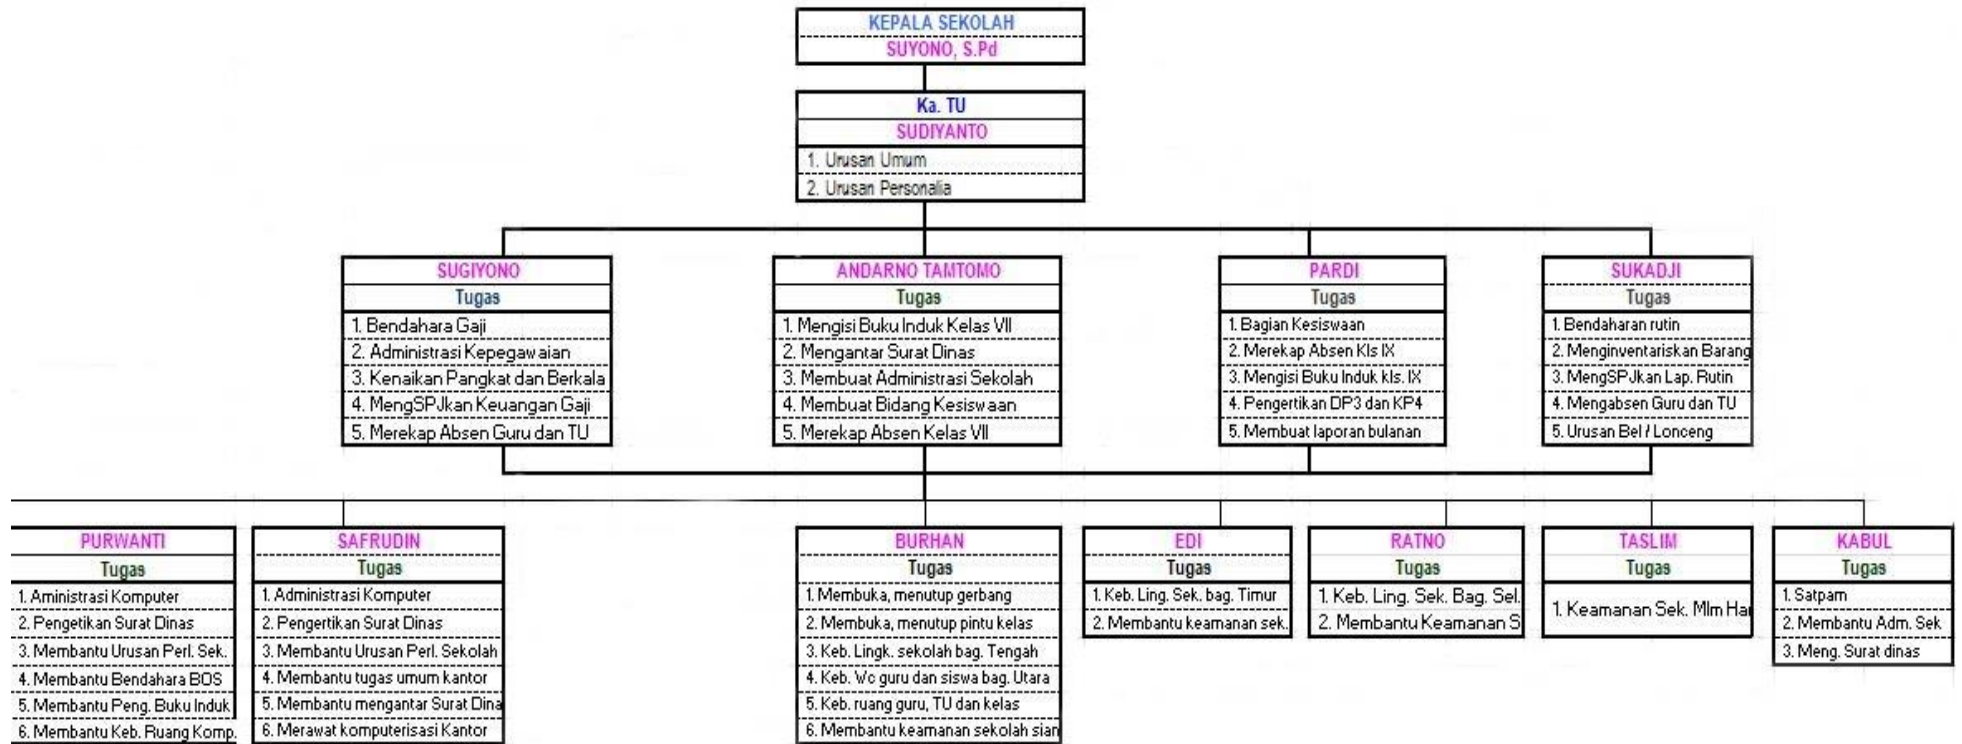 KEPALA SEKOLAH
SUYONO, S.Pd
Ka. TU
SUDIYANTO
1. Urusan Umum
2. Urusan Personalia
SUGIYONO
Tugas
1. Bendahara Gaji
2. Administrasi Kepegawaian
3. Kenaikan Pangkat dan Berkala
4. MengSPJkan Keuangan Gaji
5. Merekap Absen Guru dan TU
ANDARNO TAMTOMO
Tugas
1. Mengisi Buku Induk Kelas VII
2. Mengantar Surat Dinas
3. Membuat Administrasi Sekolah
4. Membuat Bidang Kesiswaan
5. Merekap Absen Kelas VII
PARDI
Tugas
1. Bagian Kesiswaan
2. Merekap Absen Kls IX
3. Mengisi Buku Induk kls. IX
4. Pengertikan DP3 dan KP4
5. Membuat laporan bulanan
SUKADJI
Tugas
1. Bendaharan rutin
2. Menginventariskan Barang
3. MengSPJkan Lap. Rutin
4. Mengabsen Guru dan TU
5. Urusan Bel / Lonceng
PURWANTI
Tugas
1. Aministrasi Komputer
2. Pengetikan Surat Dinas
3. Membantu Urusan Perl. Sek.
4. Membantu Bendahara BOS
5. Membantu Peng. Buku Induk
6. Membantu Keb. Ruang Komp.
SAFRUDIN
Tugas
1. Administrasi Komputer
2. Pengertikan Surat Dinas
3. Membantu Urusan Perl. Sekolah
4. Membantu tugas umum kantor
5. Membantu mengantar Surat Dina
6. Merawat komputerisasi Kantor
BURHAN
Tugas
1. Membuka, menutup gerbang
2. Membuka, menutup pintu kelas
3. Keb. Lingk. sekolah bag. Tengah
4. Keb. Wc guru dan siswa bag. Utara
5. Keb. ruang guru, TU dan kelas
6. Membantu keamanan sekolah sian
EDI
Tugas
1. Keb. Ling. Sek. bag. Timur
2. Membantu keamanan sek.
RATNO
Tugas
1. Keb. Ling. Sek. Bag. Sel.
2. Membantu Keamanan S
TASLIM
Tugas
1. Keamanan Sek. Mlm Har
KABUL
Tugas
1. Satpam
2. Membantu Adm. Sek
3. Meng. Surat dinas